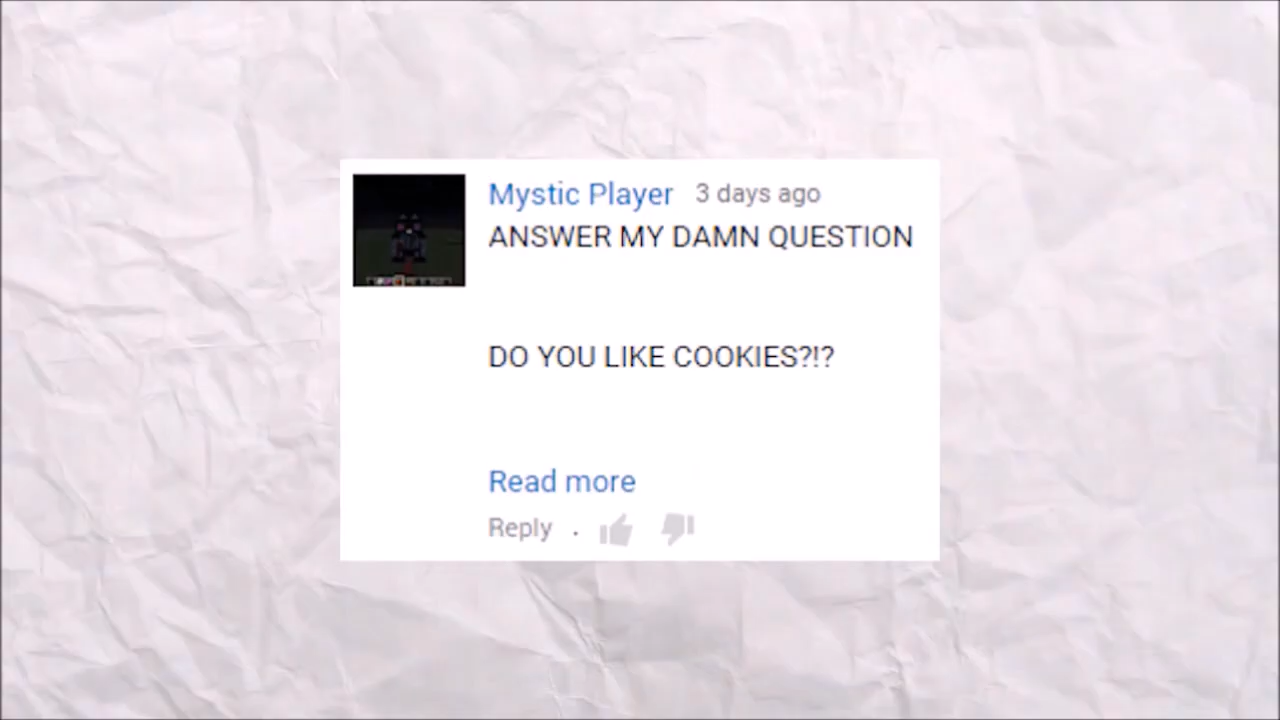 Mystic Player 3 days ago
ANSWER MY DAMN QUESTION
DO YOU LIKE COOKIES?!?
Read more
Reply .